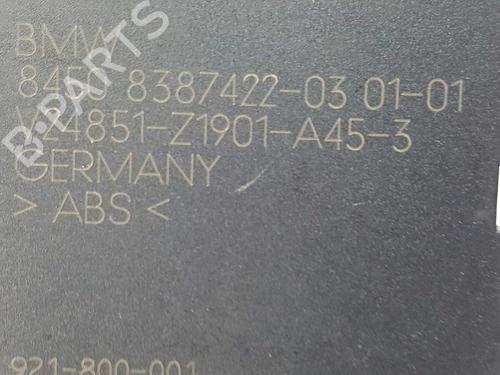 BMW
8387422-03 01-01
GERMANY
> ABS <
921-800-001
B-PARTS